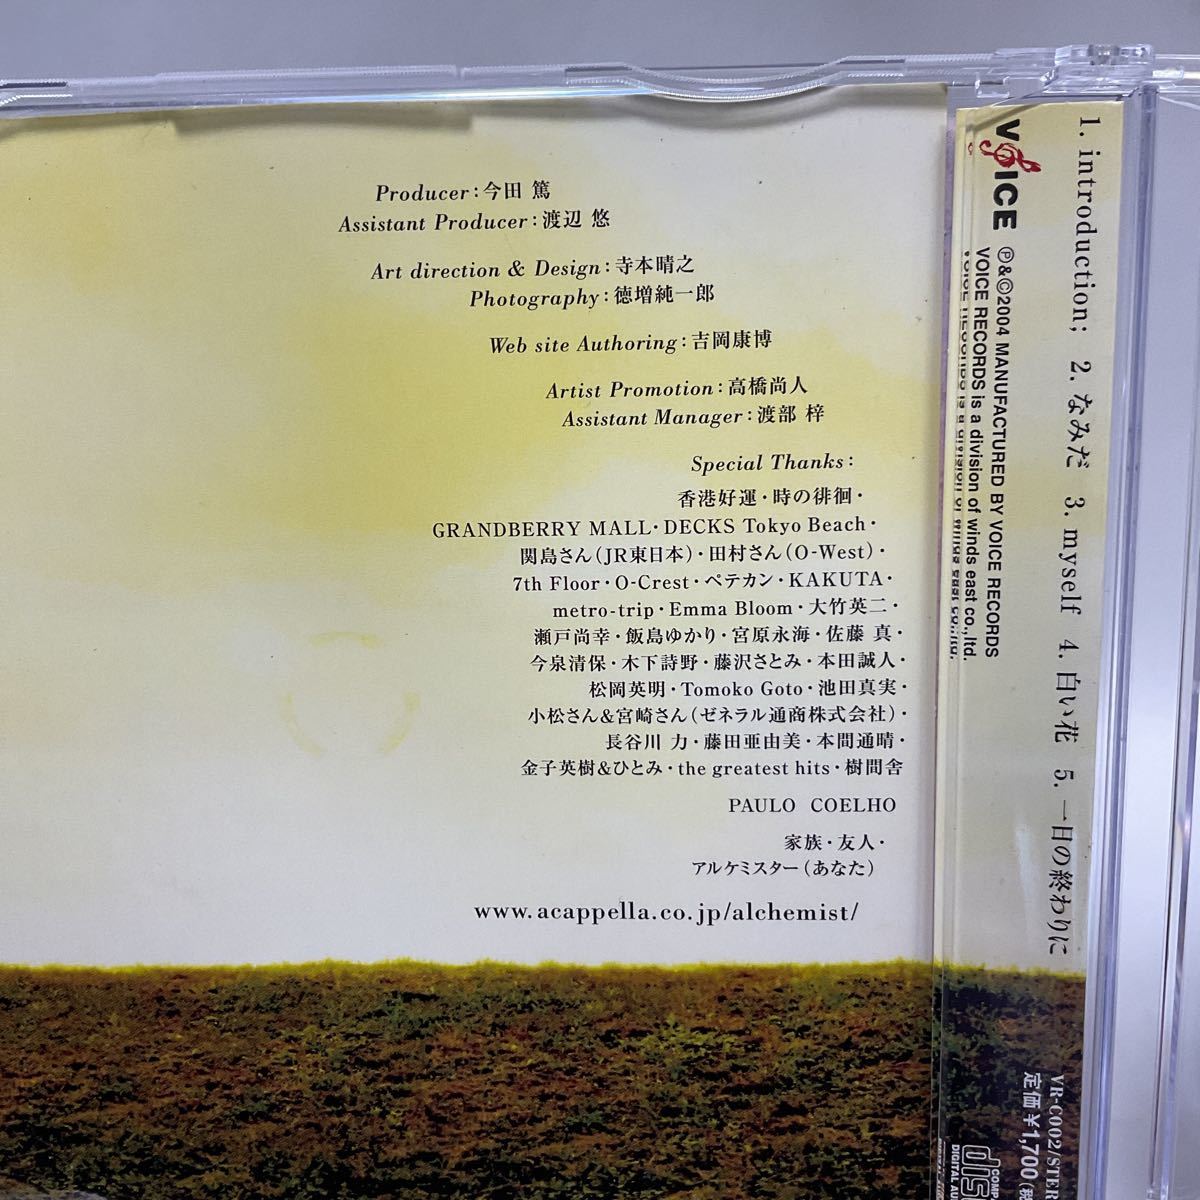 Producer：今田 篤
Assistant Producer：渡辺 悠
Art direction & Design：寺本晴之
Photography：徳増純一郎
Web site Authoring：吉岡康博
Artist Promotion：高橋尚人
Assistant Manager：渡部 梓
Special Thanks：
香港好運・時の徘徊・
GRANDBERRY MALL・DECKS Tokyo Beach・
関島さん（JR東日本）・田村さん（O-West）・
7th Floor・O-Crest・ペテカン・KAKUTA・
metro-trip・Emma Bloom・大竹英二・
瀬戸尚幸・飯島ゆかり・宮原永海・佐藤 真・
今泉清保・木下詩野・藤沢さとみ・本田誠人・
松岡英明・Tomoko Goto・池田真実・
小松さん＆宮崎さん（ゼネラル通商株式会社）・
長谷川 力・藤田亜由美・本間通晴・
金子英樹&ひとみ・the greatest hits・樹間舎
PAULO COELHO
家族・友人・
アルケミスター（あなた）
www.acappella.co.jp/alchemist/
1. introduction; 2. なみだ 3. myself 4. 白い花 5. 一日の終わりに
VOICE
℗&©2004 MANUFACTURED BY VOICE RECORDS
VOICE RECORDS is a division of winds east co.,ltd.
VR-C002/STER
定価¥1,700（税
COMP
disc
DIGITAL AU